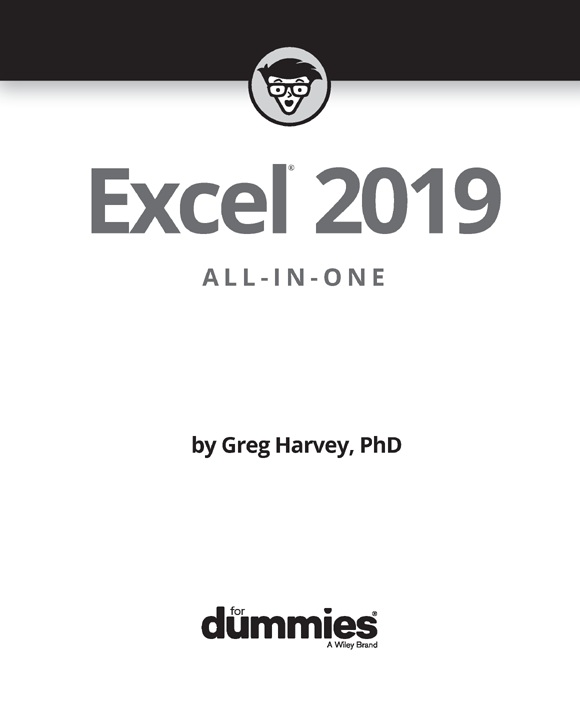 Excel® 2019
ALL-IN-ONE
by Greg Harvey, PhD
for
dummies®
A Wiley Brand